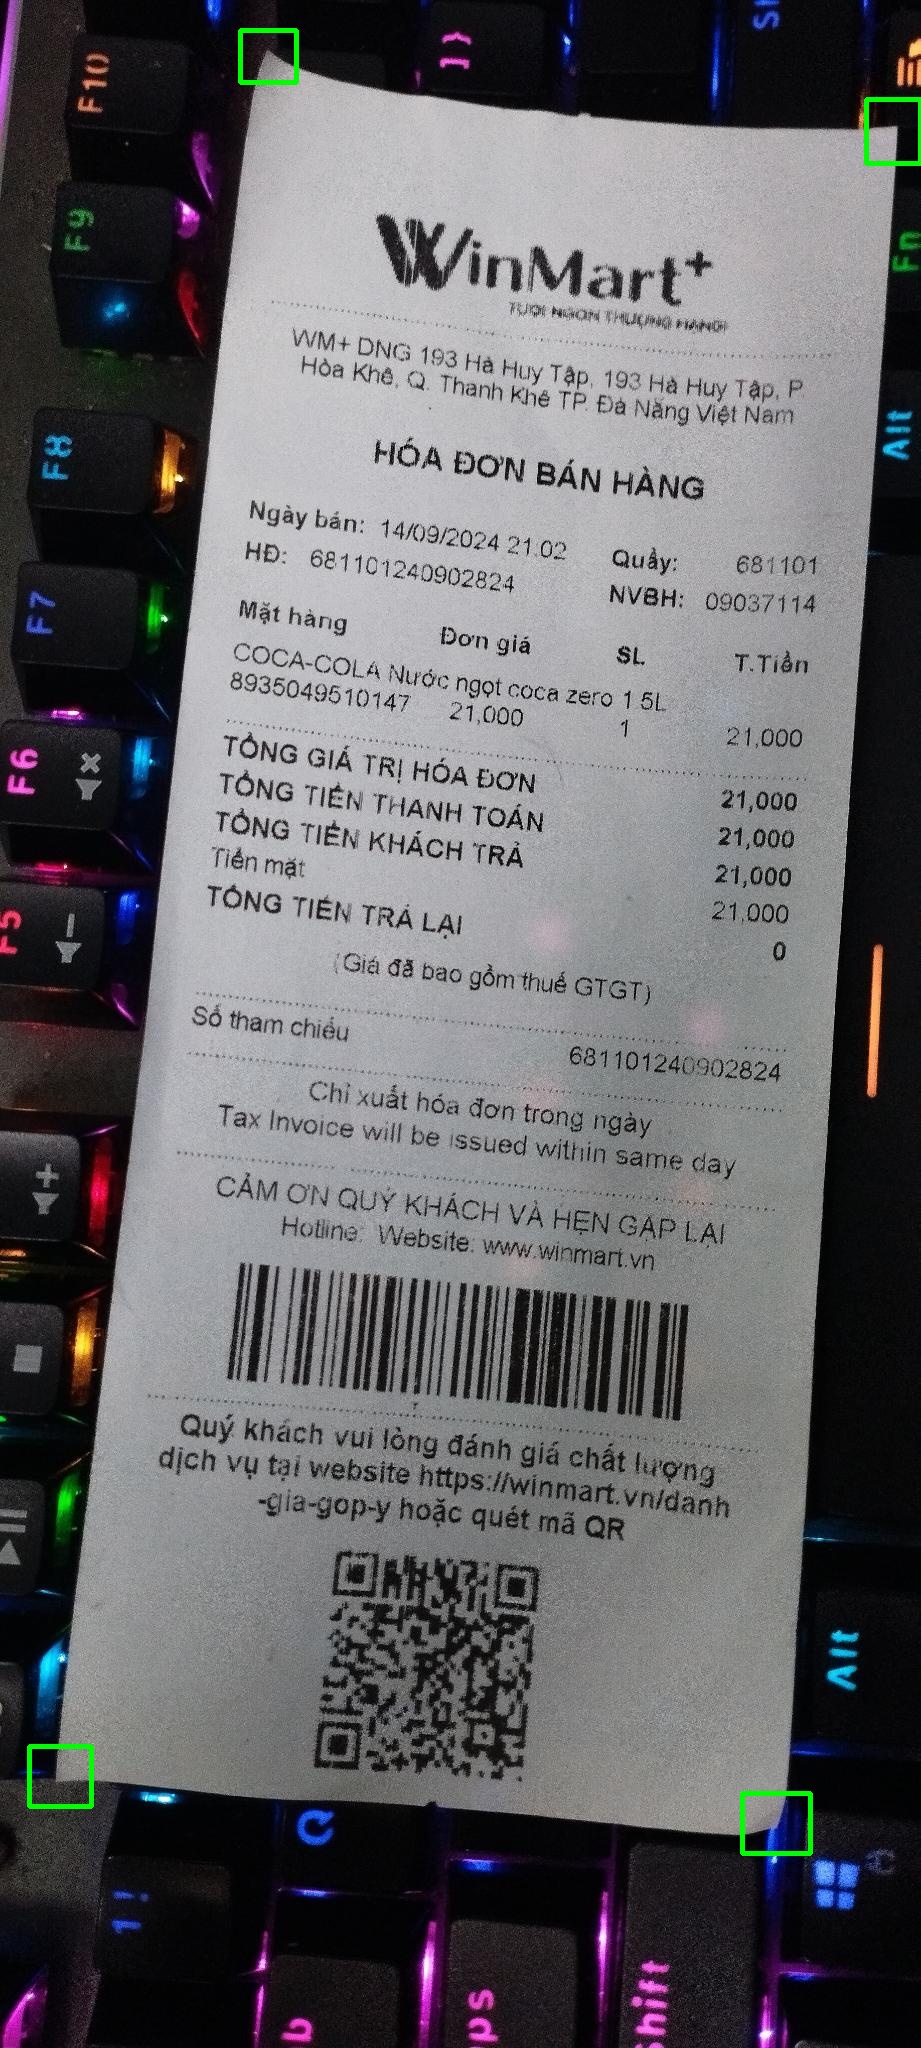 WinMart+
TƯƠI NGON THƯỢNG HẠNG
WM+ DNG 193 Hà Huy Tập, 193 Hà Huy Tập, P.
Hòa Khê, Q. Thanh Khê TP. Đà Nẵng Việt Nam
HÓA ĐƠN BÁN HÀNG
Ngày bán: 14/09/2024 21:02 Quầy: 681101
HĐ: 681101240902824 NVBH: 09037114
Mặt hàng Đơn giá SL T.Tiền
COCA-COLA Nước ngọt coca zero 1.5L
8935049510147 21,000 1 21,000
TỔNG GIÁ TRỊ HÓA ĐƠN 21,000
TỔNG TIỀN THANH TOÁN 21,000
TỔNG TIỀN KHÁCH TRẢ 21,000
Tiền mặt 21,000
TỔNG TIỀN TRẢ LẠI 0
(Giá đã bao gồm thuế GTGT)
Số tham chiếu 681101240902824
Chỉ xuất hóa đơn trong ngày
Tax Invoice will be issued within same day
CẢM ƠN QUÝ KHÁCH VÀ HẸN GẶP LẠI
Hotline: Website: www.winmart.vn
Quý khách vui lòng đánh giá chất lượng
dịch vụ tại website https://winmart.vn/danh
-gia-gop-y hoặc quét mã QR
F10
F9
F8
F7
F6
F5
] }
Fn
Alt
Alt
1 !
Shift